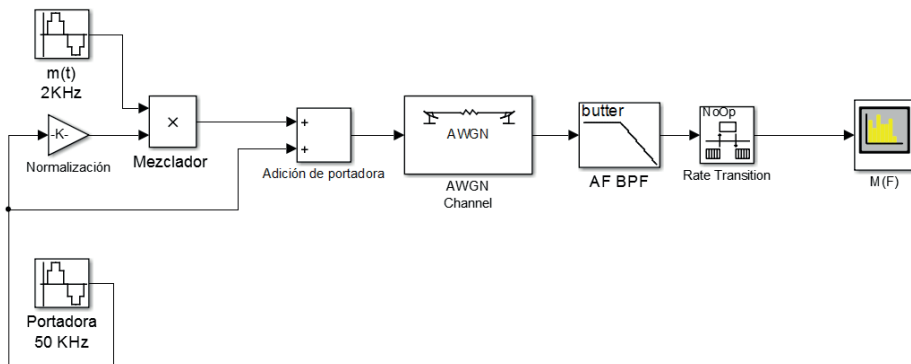 m(t)
2KHz
-K-
Normalización
×
Mezclador
+
+
Adición de portadora
AWGN
AWGN
Channel
butter
AF BPF
NoOp
Rate Transition
M(F)
Portadora
50 KHz